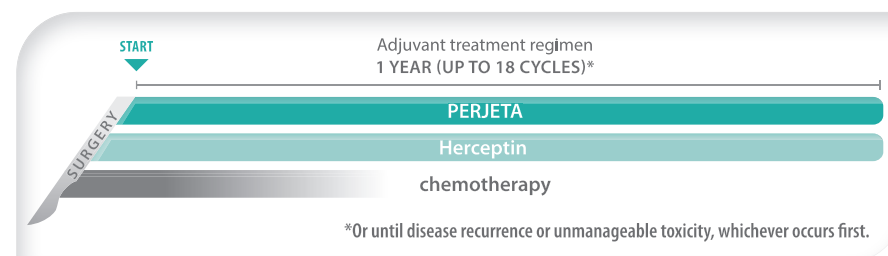 START
Adjuvant treatment regimen
1 YEAR (UP TO 18 CYCLES)*
SURGERY
PERJETA
Herceptin
chemotherapy
*Or until disease recurrence or unmanageable toxicity, whichever occurs first.